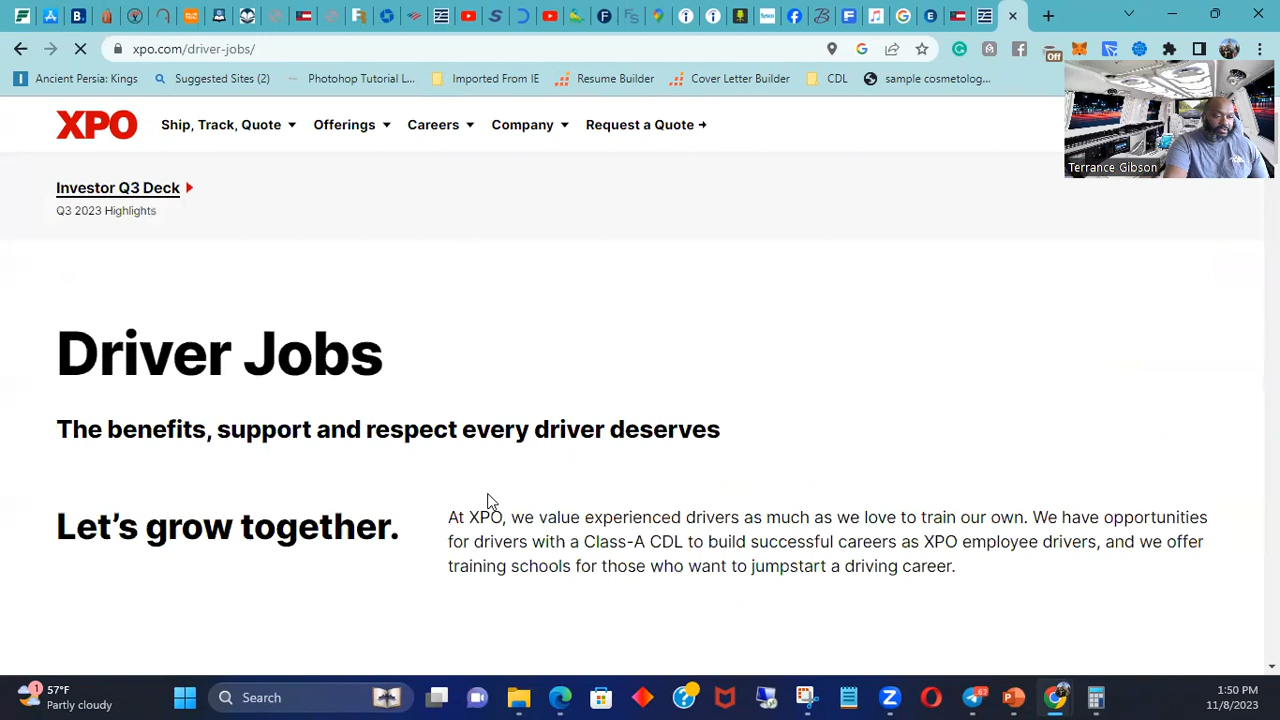 xpo.com/driver-jobs/
Off
Ancient Persia: Kings
Suggested Sites (2)
Photohop Tutorial L...
Imported From IE
Resume Builder
Cover Letter Builder
CDL
sample cosmetolog...
XPO
Ship, Track, Quote
Offerings
Careers
Company
Request a Quote →
Terrance Gibson
Investor Q3 Deck
Q3 2023 Highlights
Driver Jobs
The benefits, support and respect every driver deserves
Let's grow together.
At XPO, we value experienced drivers as much as we love to train our own. We have opportunities
for drivers with a Class-A CDL to build successful careers as XPO employee drivers, and we offer
training schools for those who want to jumpstart a driving career.
1
57°F
Partly cloudy
Search
63
1:50 PM
11/8/2023